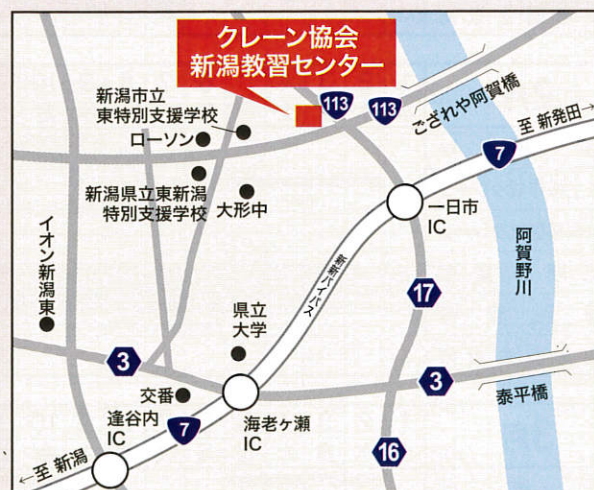 クレーン協会
新潟教習センター
113
113
ござれや阿賀橋
至 新発田→
7
新潟市立
東特別支援学校
ローソン
新潟県立東新潟
特別支援学校
大形中
一日市
IC
イオン新潟東
新新バイパス
阿賀野川
17
県立
大学
3
3
泰平橋
交番
逢谷内
IC
7
海老ヶ瀬
IC
16
←至 新潟